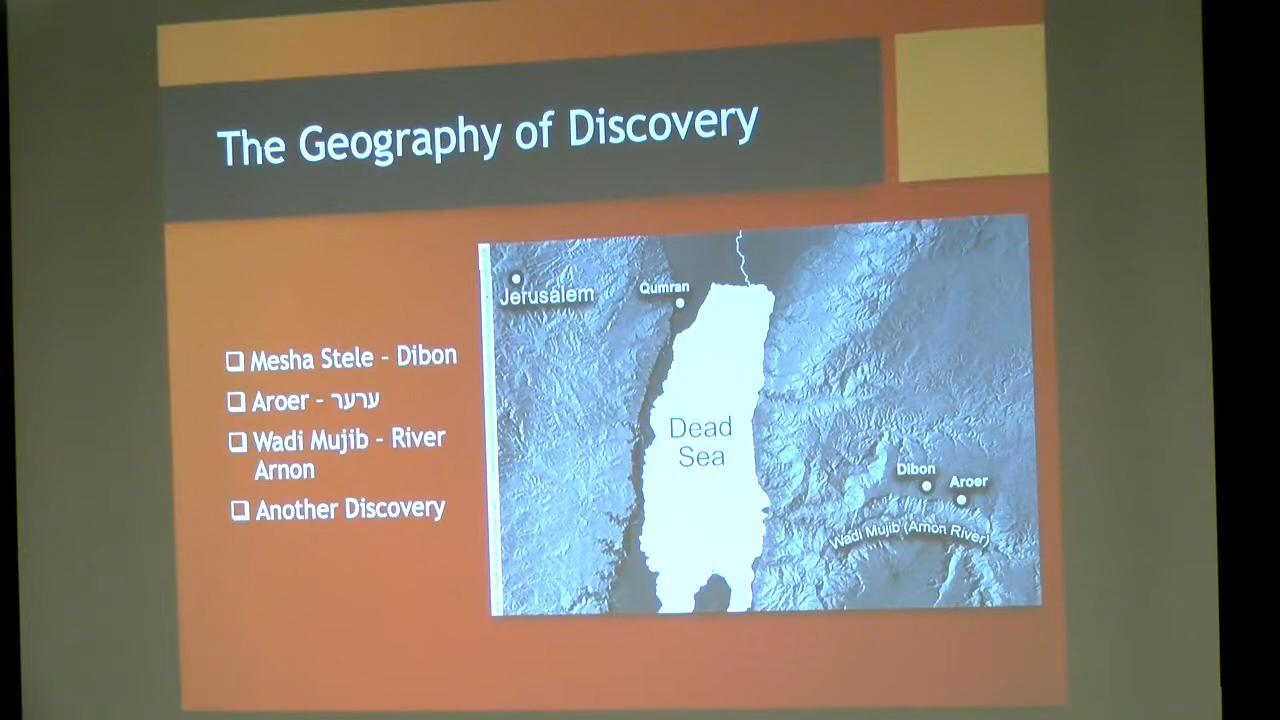 The Geography of Discovery
❑ Mesha Stele - Dibon
❑ Aroer - ערער
❑ Wadi Mujib - River
Arnon
❑ Another Discovery
Jerusalem
Qumran
Dead
Sea
Dibon
Aroer
Wadi Mujib (Arnon River)